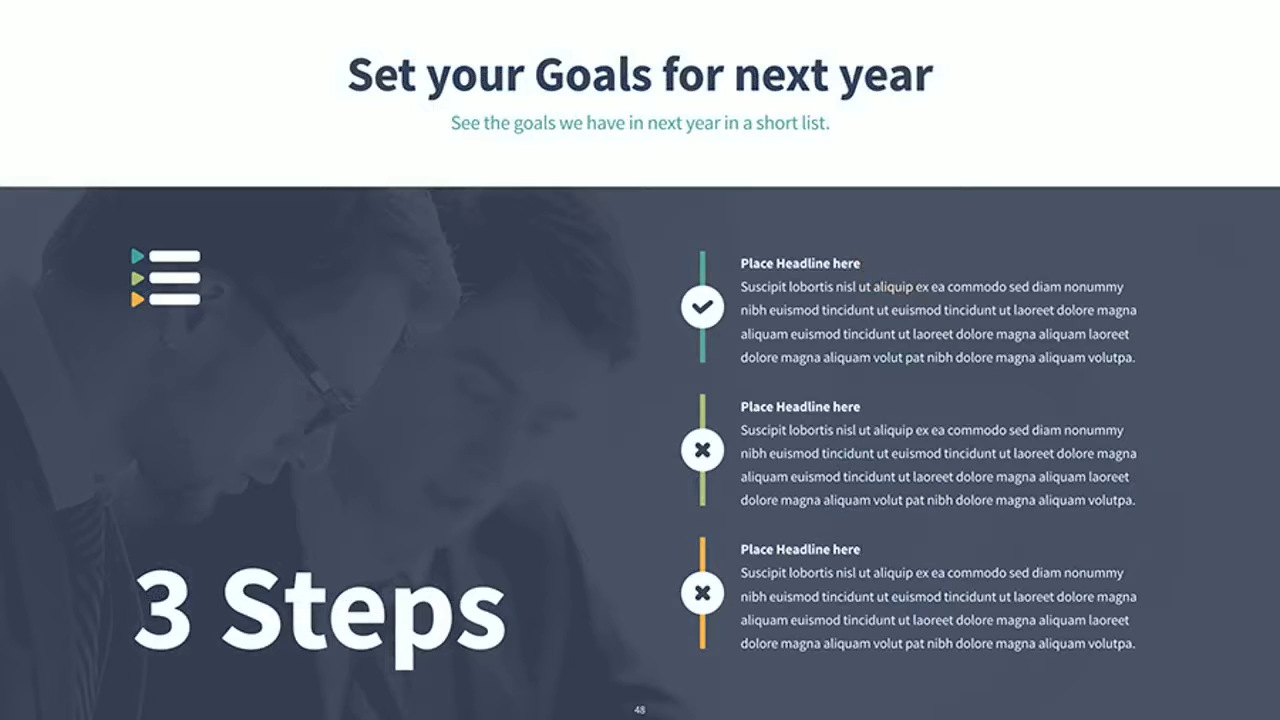 Set your Goals for next year
See the goals we have in next year in a short list.
3 Steps
Place Headline here
Suscipit lobortis nisl ut aliquip ex ea commodo sed diam nonummy
nibh euismod tincidunt ut euismod tincidunt ut laoreet dolore magna
aliquam euismod tincidunt ut laoreet dolore magna aliquam laoreet
dolore magna aliquam volut pat nibh dolore magna aliquam volutpa.
Place Headline here
Suscipit lobortis nisl ut aliquip ex ea commodo sed diam nonummy
nibh euismod tincidunt ut euismod tincidunt ut laoreet dolore magna
aliquam euismod tincidunt ut laoreet dolore magna aliquam laoreet
dolore magna aliquam volut pat nibh dolore magna aliquam volutpa.
Place Headline here
Suscipit lobortis nisl ut aliquip ex ea commodo sed diam nonummy
nibh euismod tincidunt ut euismod tincidunt ut laoreet dolore magna
aliquam euismod tincidunt ut laoreet dolore magna aliquam laoreet
dolore magna aliquam volut pat nibh dolore magna aliquam volutpa.
48